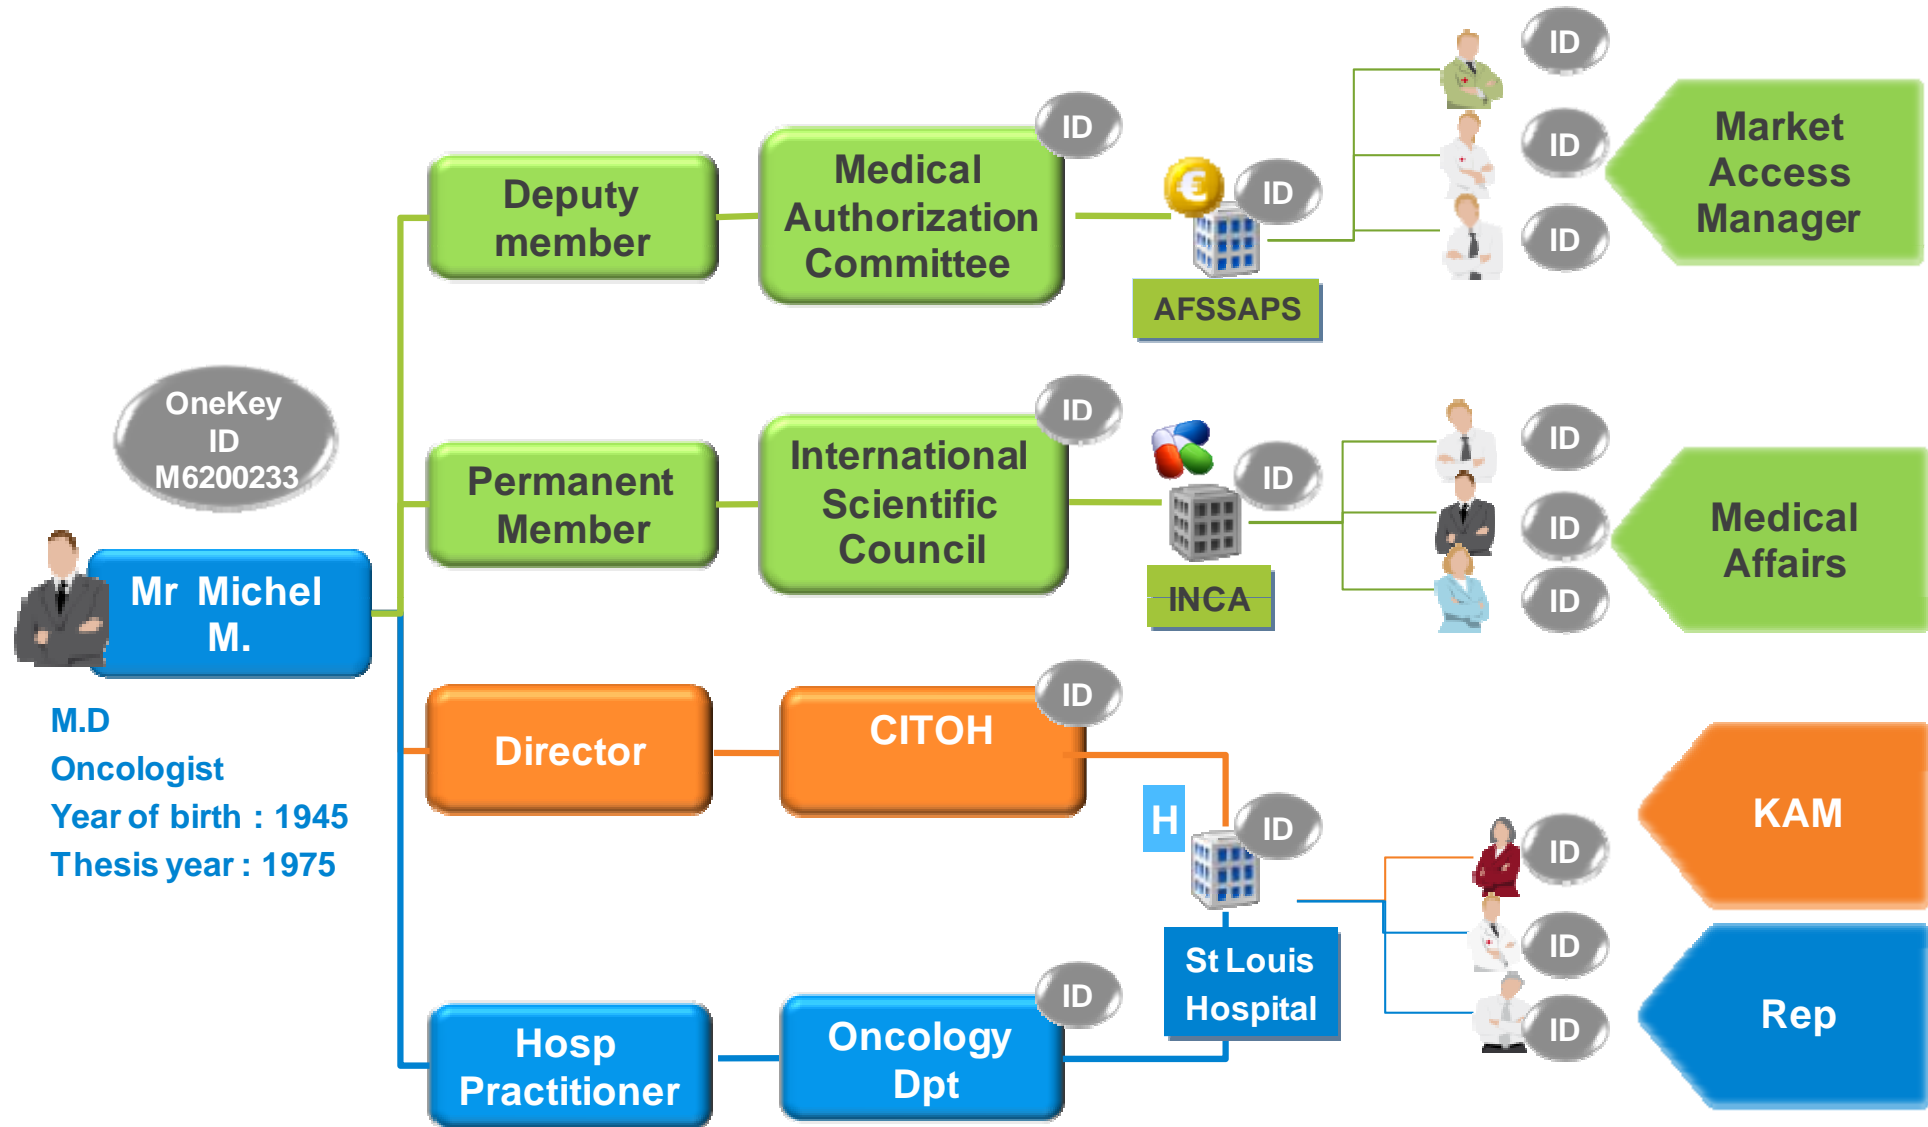 OneKey
ID
M6200233
Mr Michel
M.
M.D
Oncologist
Year of birth : 1945
Thesis year : 1975
Deputy
member
Medical
Authorization
Committee
ID
ID
AFSSAPS
ID
ID
ID
Market
Access
Manager
Permanent
Member
International
Scientific
Council
ID
ID
INCA
ID
ID
ID
Medical
Affairs
Director
CITOH
ID
H
ID
St Louis
Hospital
ID
ID
ID
KAM
Rep
Hosp
Practitioner
Oncology
Dpt
ID